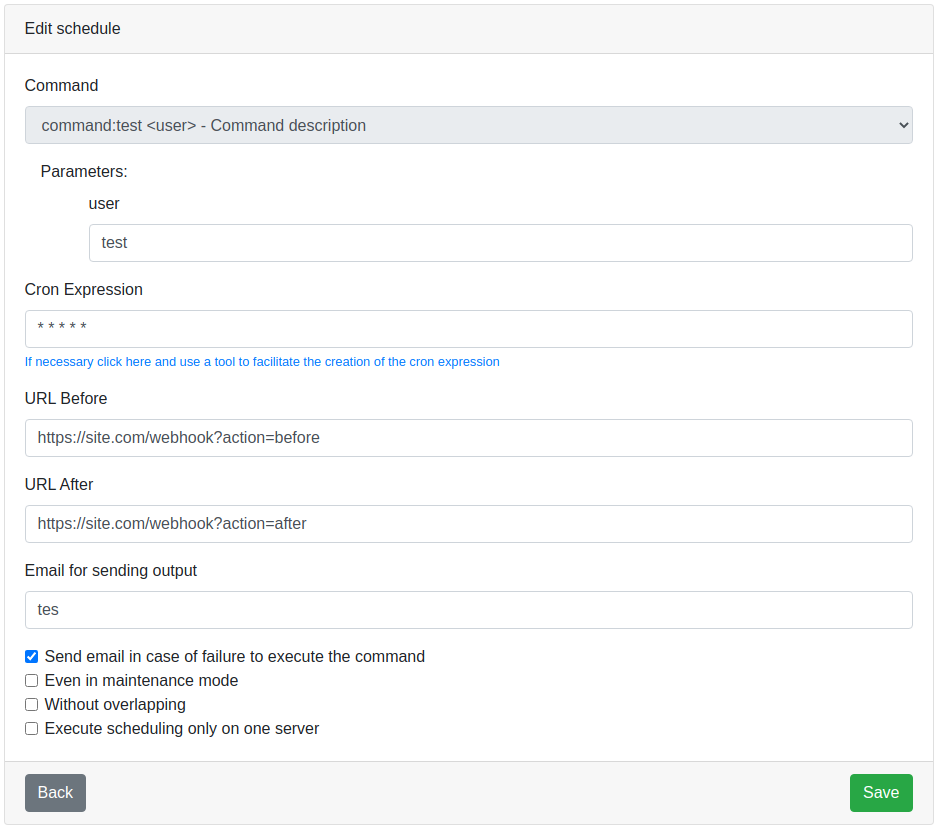 Edit schedule
Command
command:test <user> - Command description
Parameters:
user
test
Cron Expression
* * * * *
If necessary click here and use a tool to facilitate the creation of the cron expression
URL Before
https://site.com/webhook?action=before
URL After
https://site.com/webhook?action=after
Email for sending output
tes
Send email in case of failure to execute the command
Even in maintenance mode
Without overlapping
Execute scheduling only on one server
Back
Save